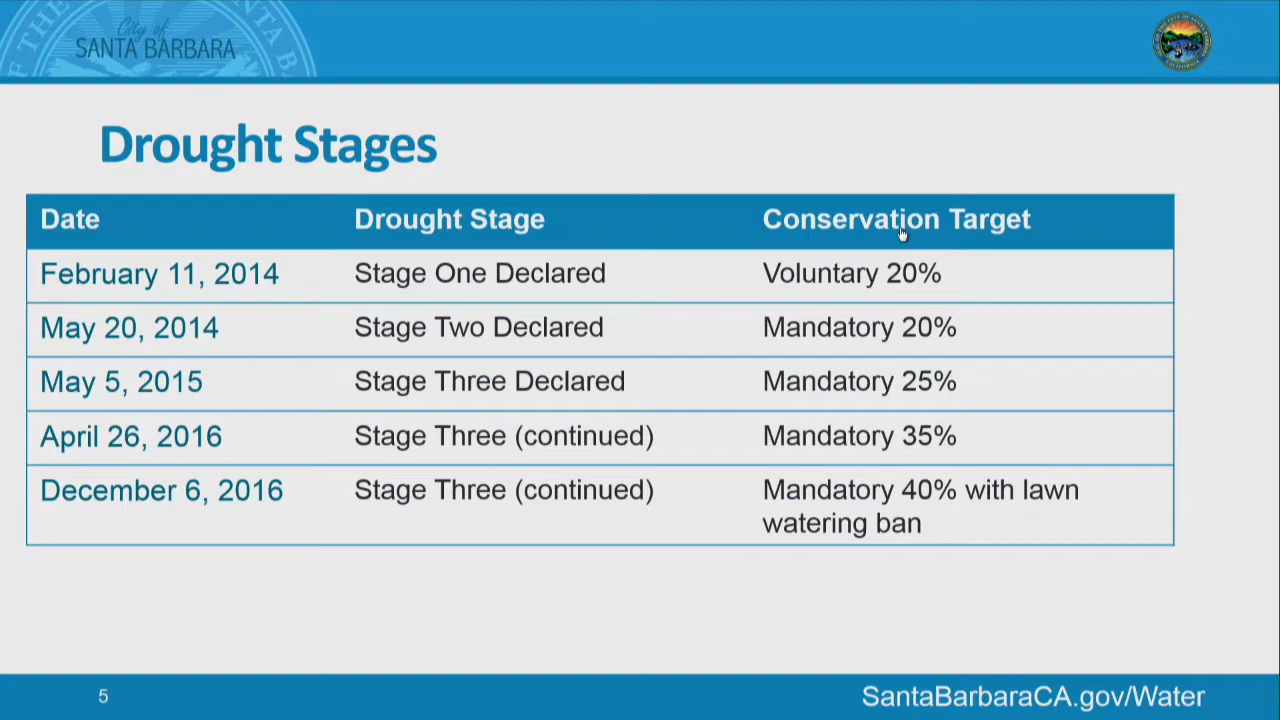 City of
SANTA BARBARA
Drought Stages
Date Drought Stage Conservation Target
February 11, 2014 Stage One Declared Voluntary 20%
May 20, 2014 Stage Two Declared Mandatory 20%
May 5, 2015 Stage Three Declared Mandatory 25%
April 26, 2016 Stage Three (continued) Mandatory 35%
December 6, 2016 Stage Three (continued) Mandatory 40% with lawn
watering ban
5
SantaBarbaraCA.gov/Water